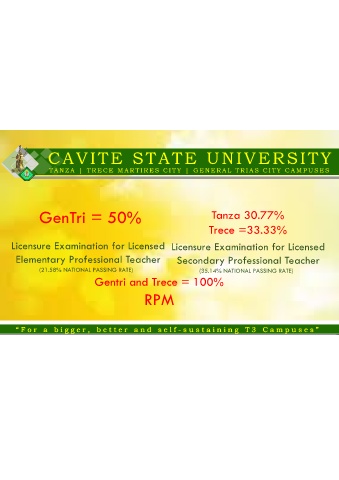 CAVITE STATE UNIVERSITY
TANZA | TRECE MARTIRES CITY | GENERAL TRIAS CITY CAMPUSES
GenTri = 50%
Licensure Examination for Licensed
Elementary Professional Teacher
(21.58% NATIONAL PASSING RATE)
Tanza 30.77%
Trece =33.33%
Licensure Examination for Licensed
Secondary Professional Teacher
(35.14% NATIONAL PASSING RATE)
Gentri and Trece = 100%
RPM
"For a bigger, better and self-sustaining T3 Campuses"